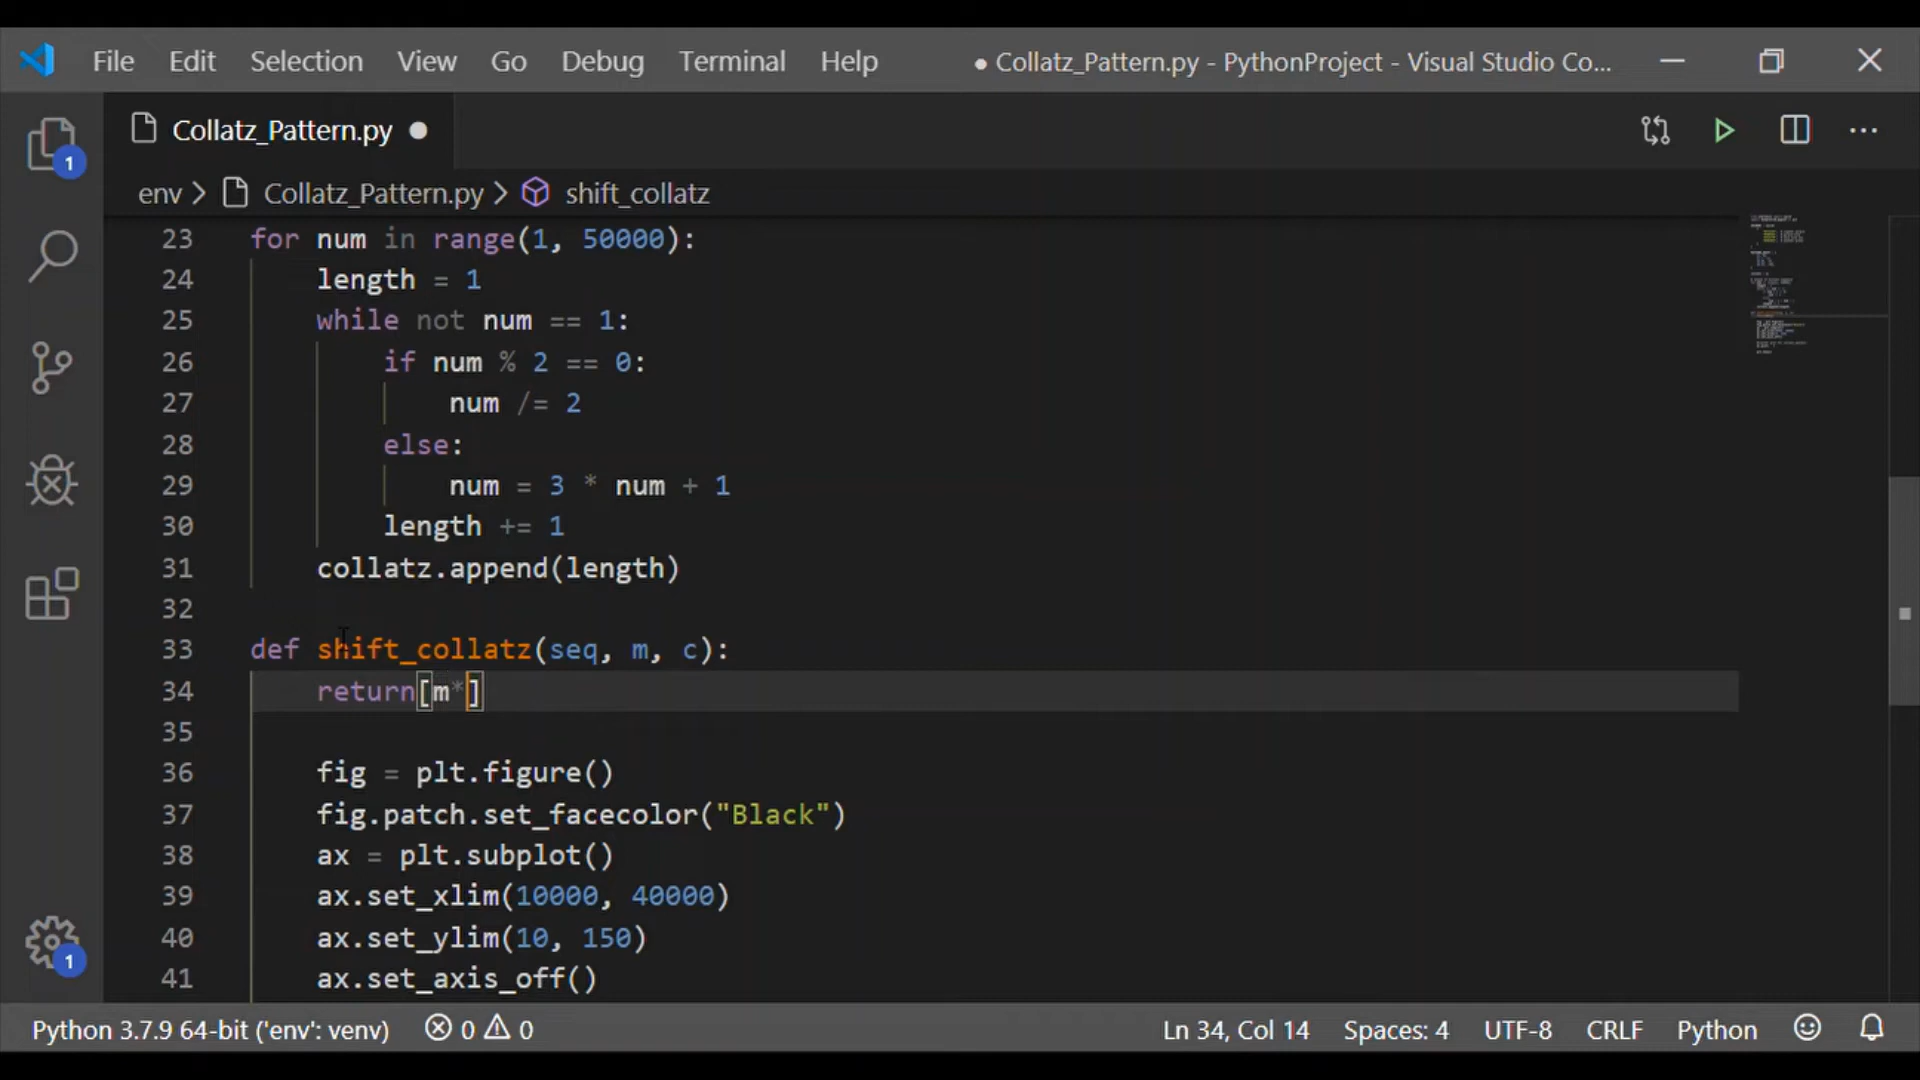 File Edit Selection View Go Debug Terminal Help ● Collatz_Pattern.py - PythonProject - Visual Studio Co...
Collatz_Pattern.py ●
env > Collatz_Pattern.py > shift_collatz
1
23 for num in range(1, 50000):
24 length = 1
25 while not num == 1:
26 if num % 2 == 0:
27 num /= 2
28 else:
29 num = 3 * num + 1
30 length += 1
31 collatz.append(length)
32
33 def shift_collatz(seq, m, c):
34 return[m*]
35
36 fig = plt.figure()
37 fig.patch.set_facecolor("Black")
38 ax = plt.subplot()
39 ax.set_xlim(10000, 40000)
40 ax.set_ylim(10, 150)
41 ax.set_axis_off()
1
Python 3.7.9 64-bit ('env': venv) 0 0 Ln 34, Col 14 Spaces: 4 UTF-8 CRLF Python